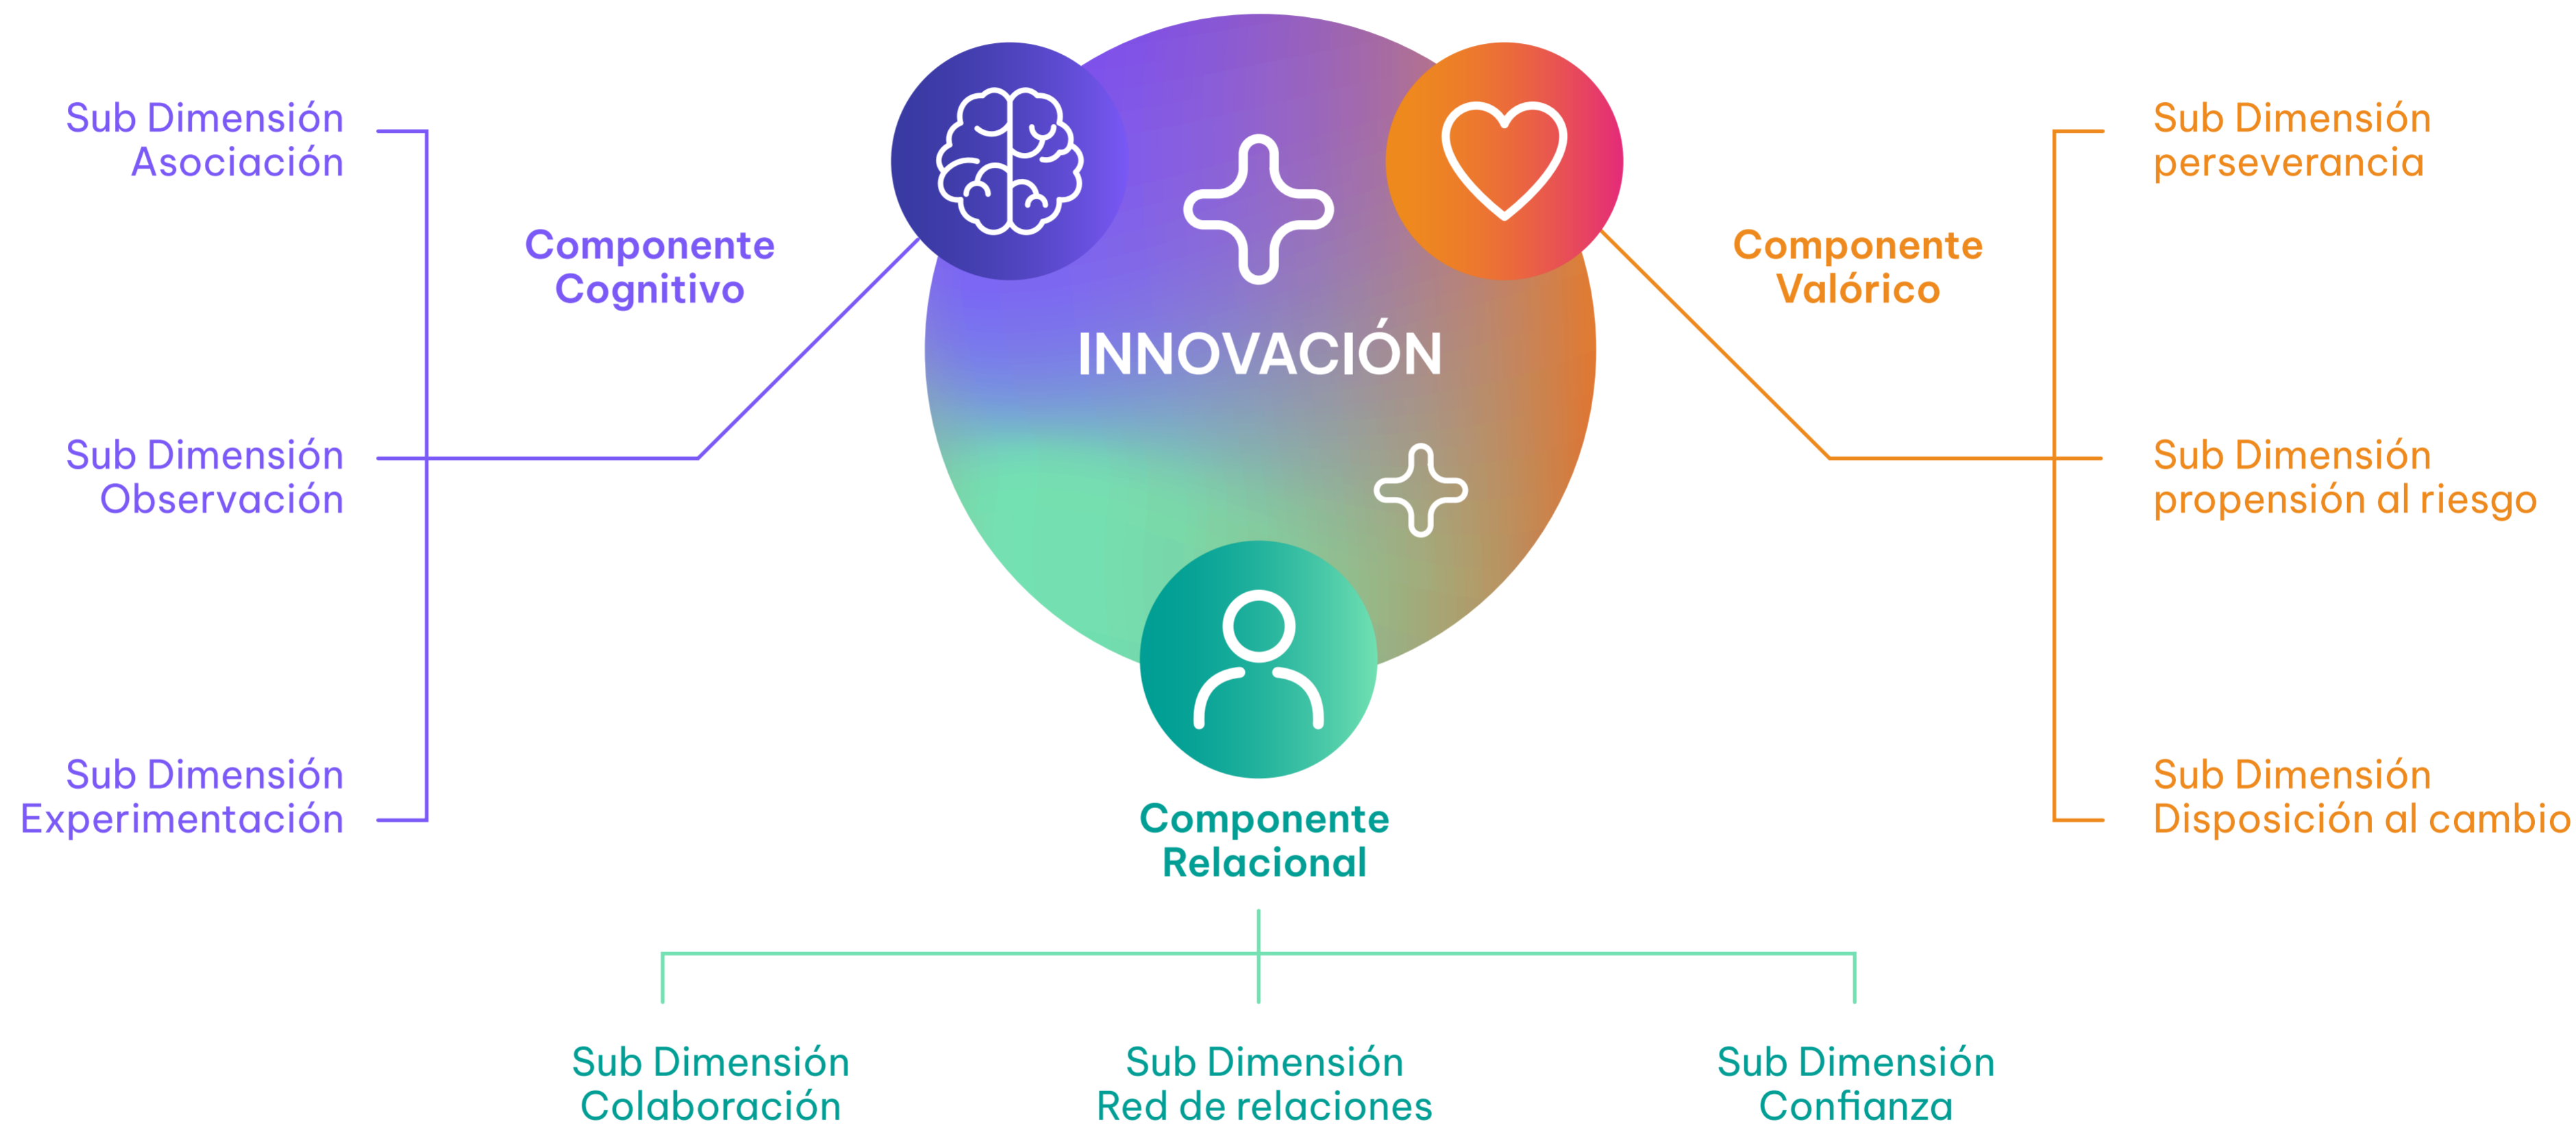 Sub Dimensión
Asociación
Componente
Cognitivo
Sub Dimensión
Observación
Sub Dimensión
Experimentación
INNOVACIÓN
Componente
Valórico
Sub Dimensión
perseverancia
Sub Dimensión
propensión al riesgo
Sub Dimensión
Disposición al cambio
Componente
Relacional
Sub Dimensión
Colaboración
Sub Dimensión
Red de relaciones
Sub Dimensión
Confianza